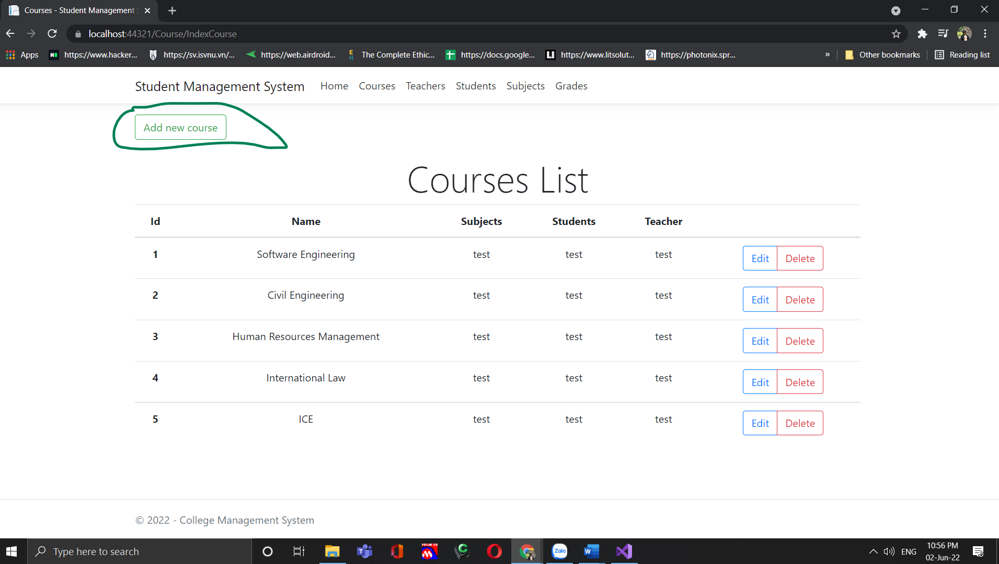 Courses - Student Management S
localhost:44321/Course/IndexCourse
Apps https://www.hacker... https://sv.isvnu.vn/... https://web.airdroid... EH The Complete Ethic... https://docs.google... LI https://www.litsolut... https://photonix.spr... » Other bookmarks Reading list
Student Management System Home Courses Teachers Students Subjects Grades
Add new course
Courses List
Id Name Subjects Students Teacher
1 Software Engineering test test test Edit Delete
2 Civil Engineering test test test Edit Delete
3 Human Resources Management test test test Edit Delete
4 International Law test test test Edit Delete
5 ICE test test test Edit Delete
© 2022 - College Management System
Type here to search Zalo ENG 10:56 PM
02-Jun-22